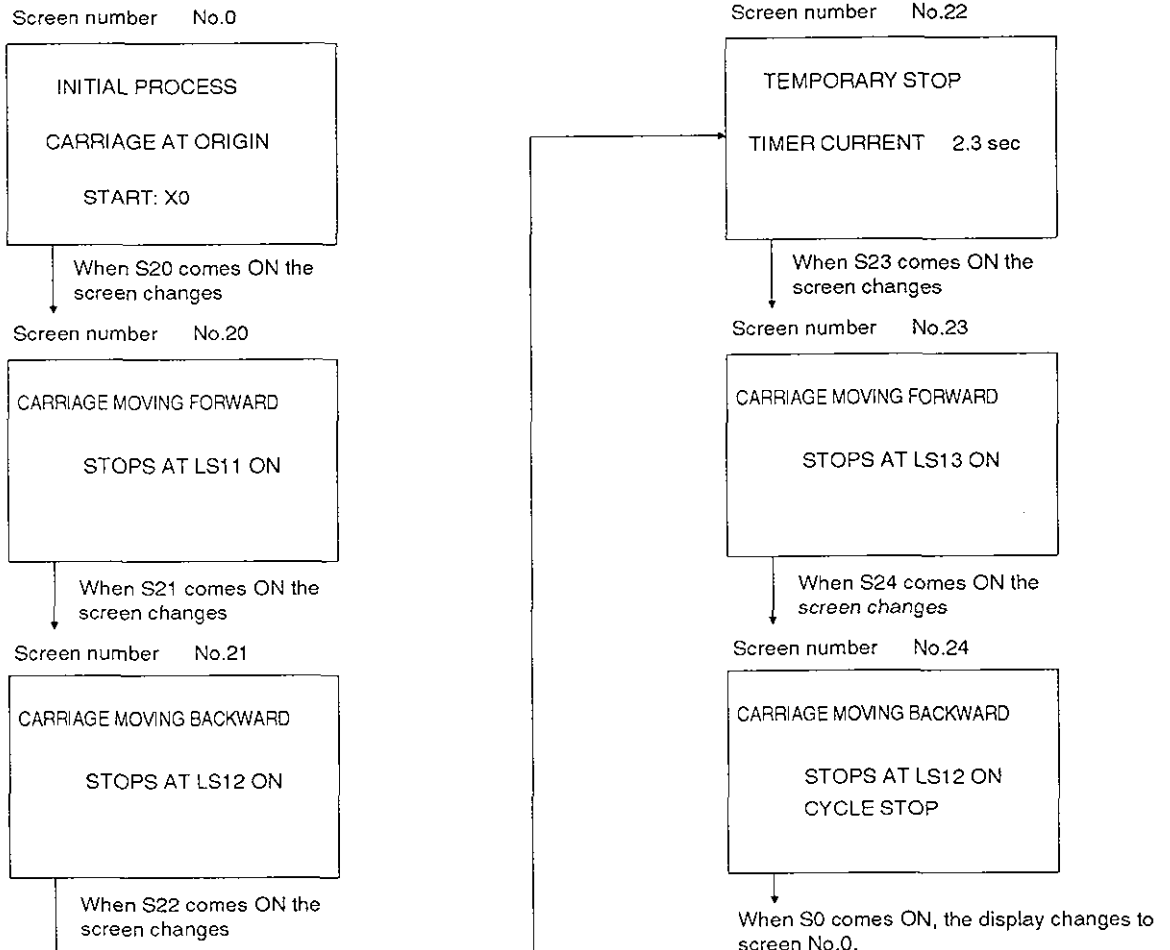 Screen number No.0
INITIAL PROCESS
CARRIAGE AT ORIGIN
START: X0
When S20 comes ON the
screen changes
Screen number No.20
CARRIAGE MOVING FORWARD
STOPS AT LS11 ON
When S21 comes ON the
screen changes
Screen number No.21
CARRIAGE MOVING BACKWARD
STOPS AT LS12 ON
When S22 comes ON the
screen changes
Screen number No.22
TEMPORARY STOP
TIMER CURRENT 2.3 sec
When S23 comes ON the
screen changes
Screen number No.23
CARRIAGE MOVING FORWARD
STOPS AT LS13 ON
When S24 comes ON the
screen changes
Screen number No.24
CARRIAGE MOVING BACKWARD
STOPS AT LS12 ON
CYCLE STOP
When S0 comes ON, the display changes to
screen No.0.